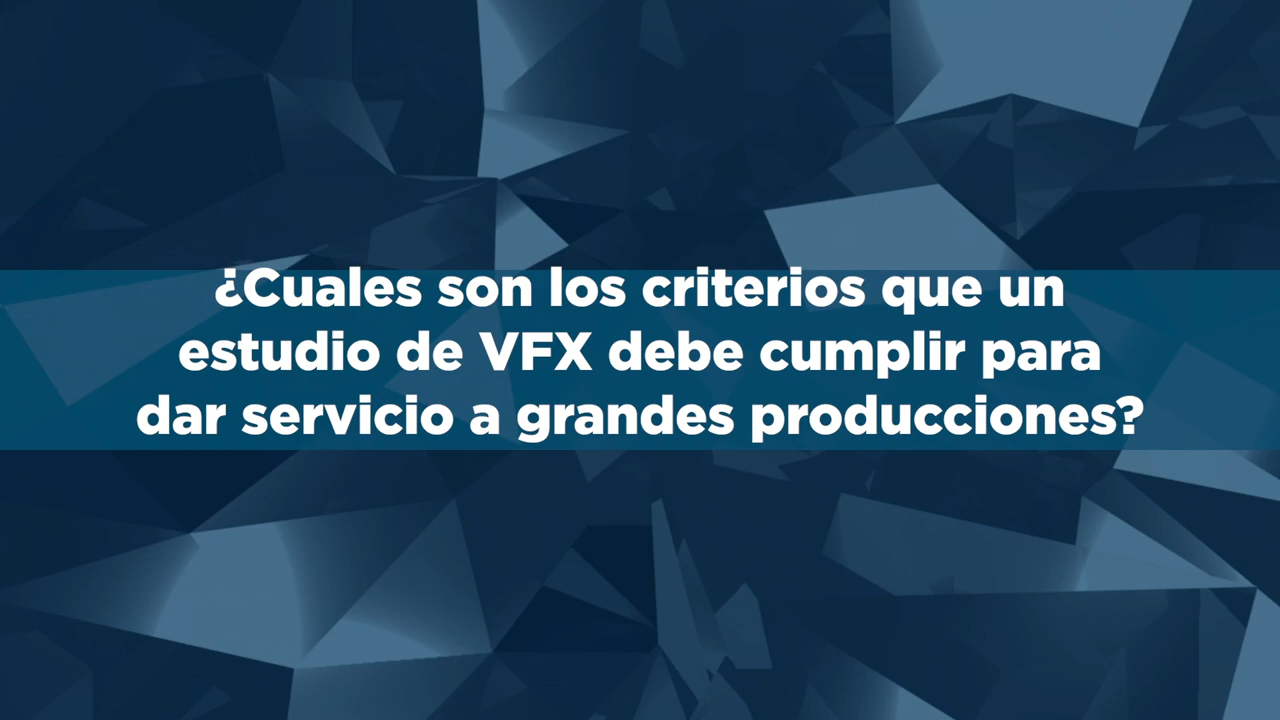 ¿Cuales son los criterios que un
estudio de VFX debe cumplir para
dar servicio a grandes producciones?